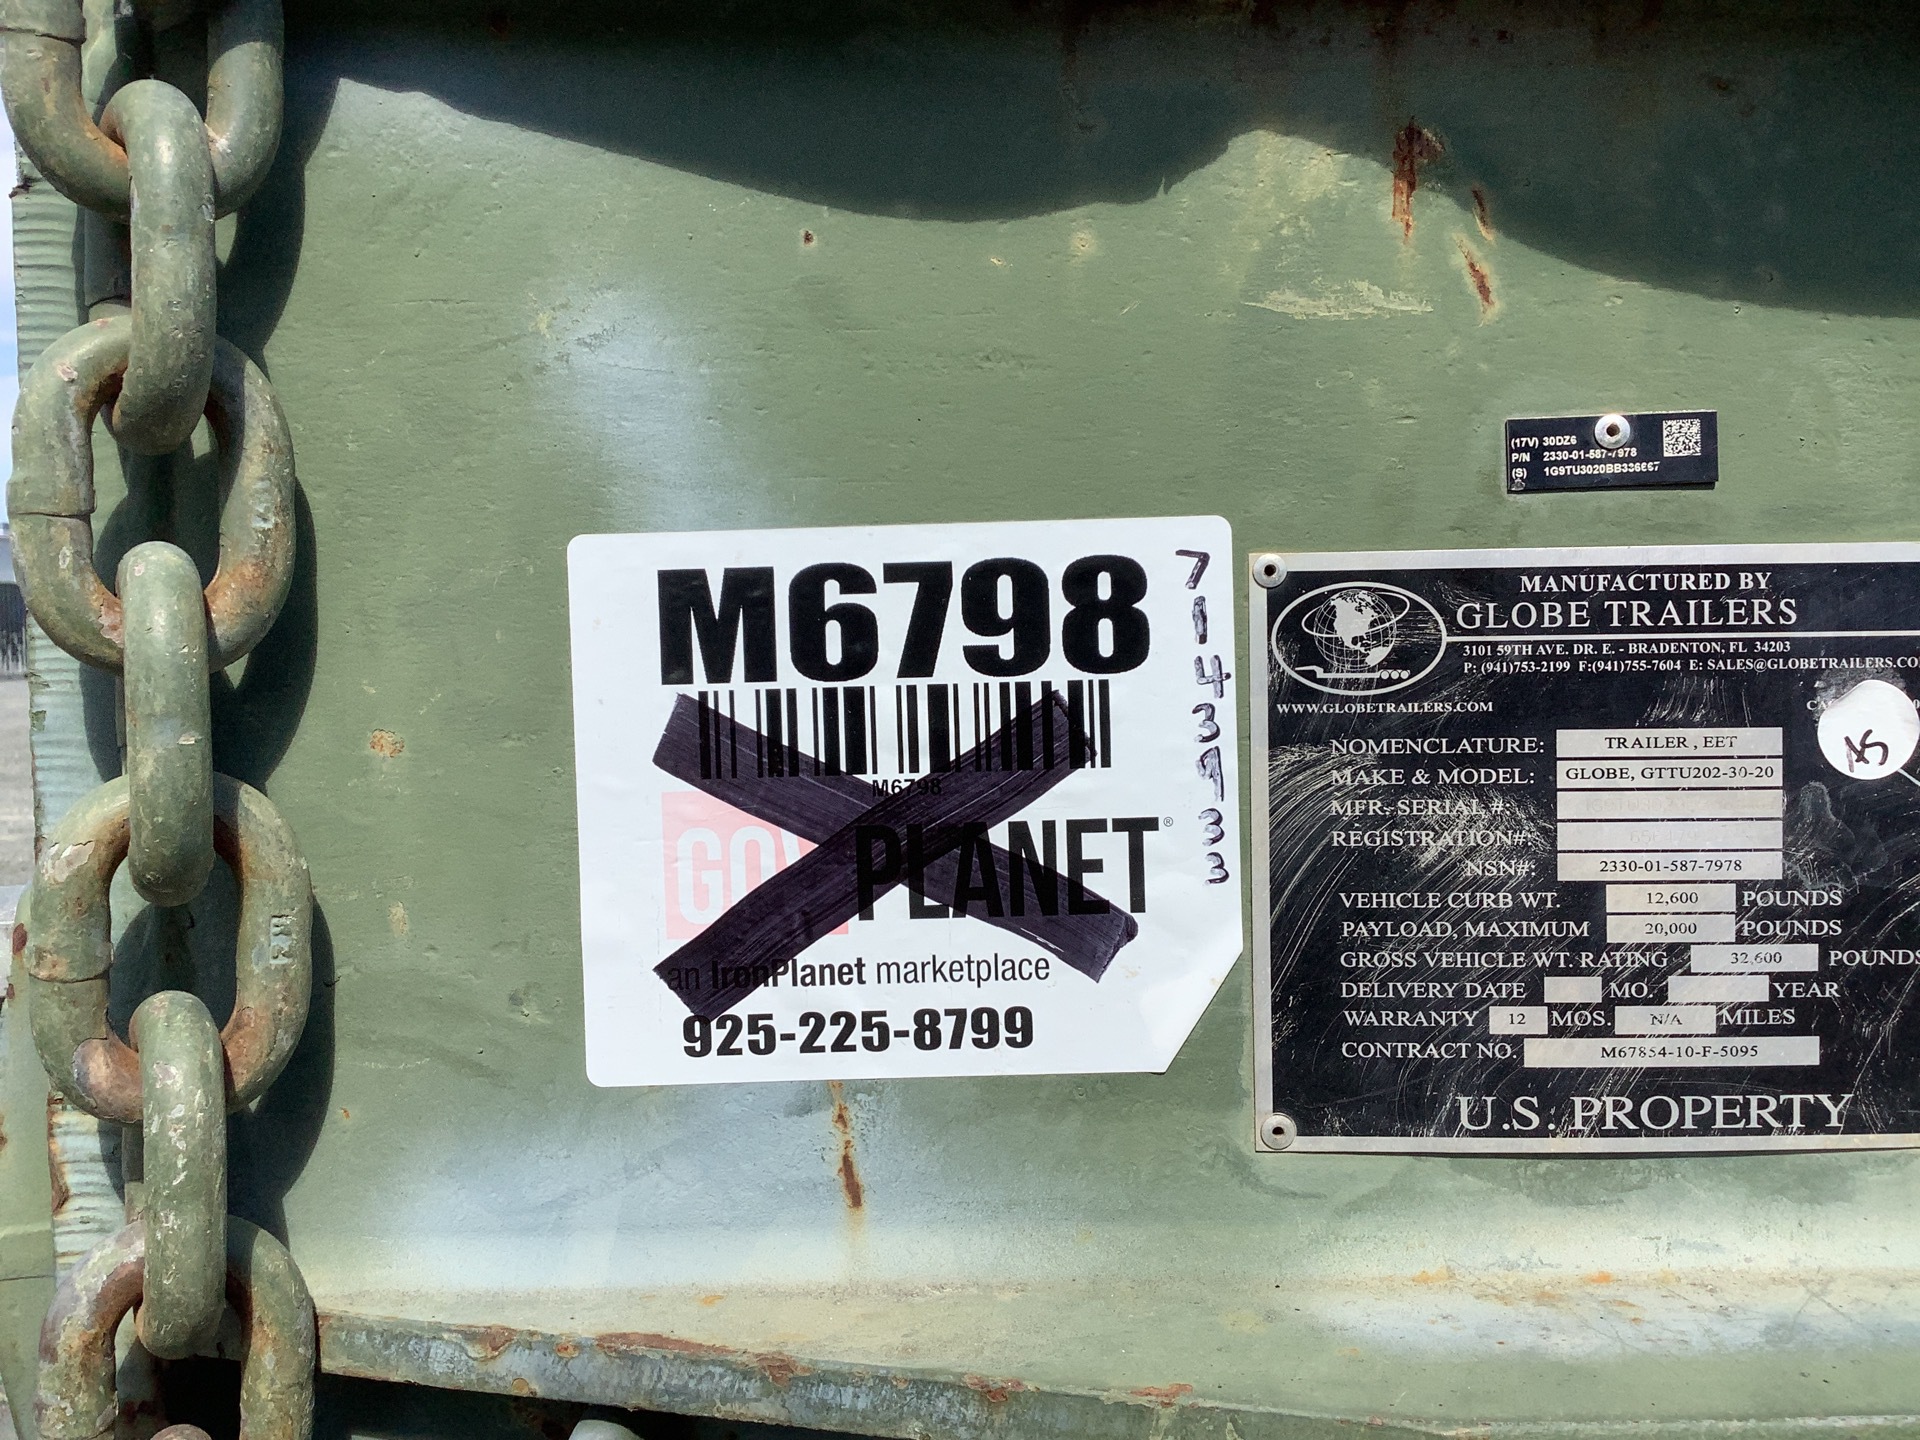 (17V) 30DZ6
P/N 2330-01-587-7978
(S) 1G9TU3020BB336667
M6798
M6798
GOVPLANET®
an IronPlanet marketplace
925-225-8799
7143733
MANUFACTURED BY
GLOBE TRAILERS
3101 59TH AVE. DR. E. - BRADENTON, FL 34203
P: (941)753-2199 F:(941)755-7604 E: SALES@GLOBETRAILERS.CO
WWW.GLOBETRAILERS.COM
AS
NOMENCLATURE: TRAILER , EET
MAKE & MODEL: GLOBE, GTTU202-30-20
MFR. SERIAL #:
REGISTRATION#:
NSN#: 2330-01-587-7978
VEHICLE CURB WT. 12,600 POUNDS
PAYLOAD, MAXIMUM 20,000 POUNDS
GROSS VEHICLE WT. RATING 32,600 POUNDS
DELIVERY DATE MO. YEAR
WARRANTY 12 MOS. N/A MILES
CONTRACT NO. M67854-10-F-5095
U.S. PROPERTY